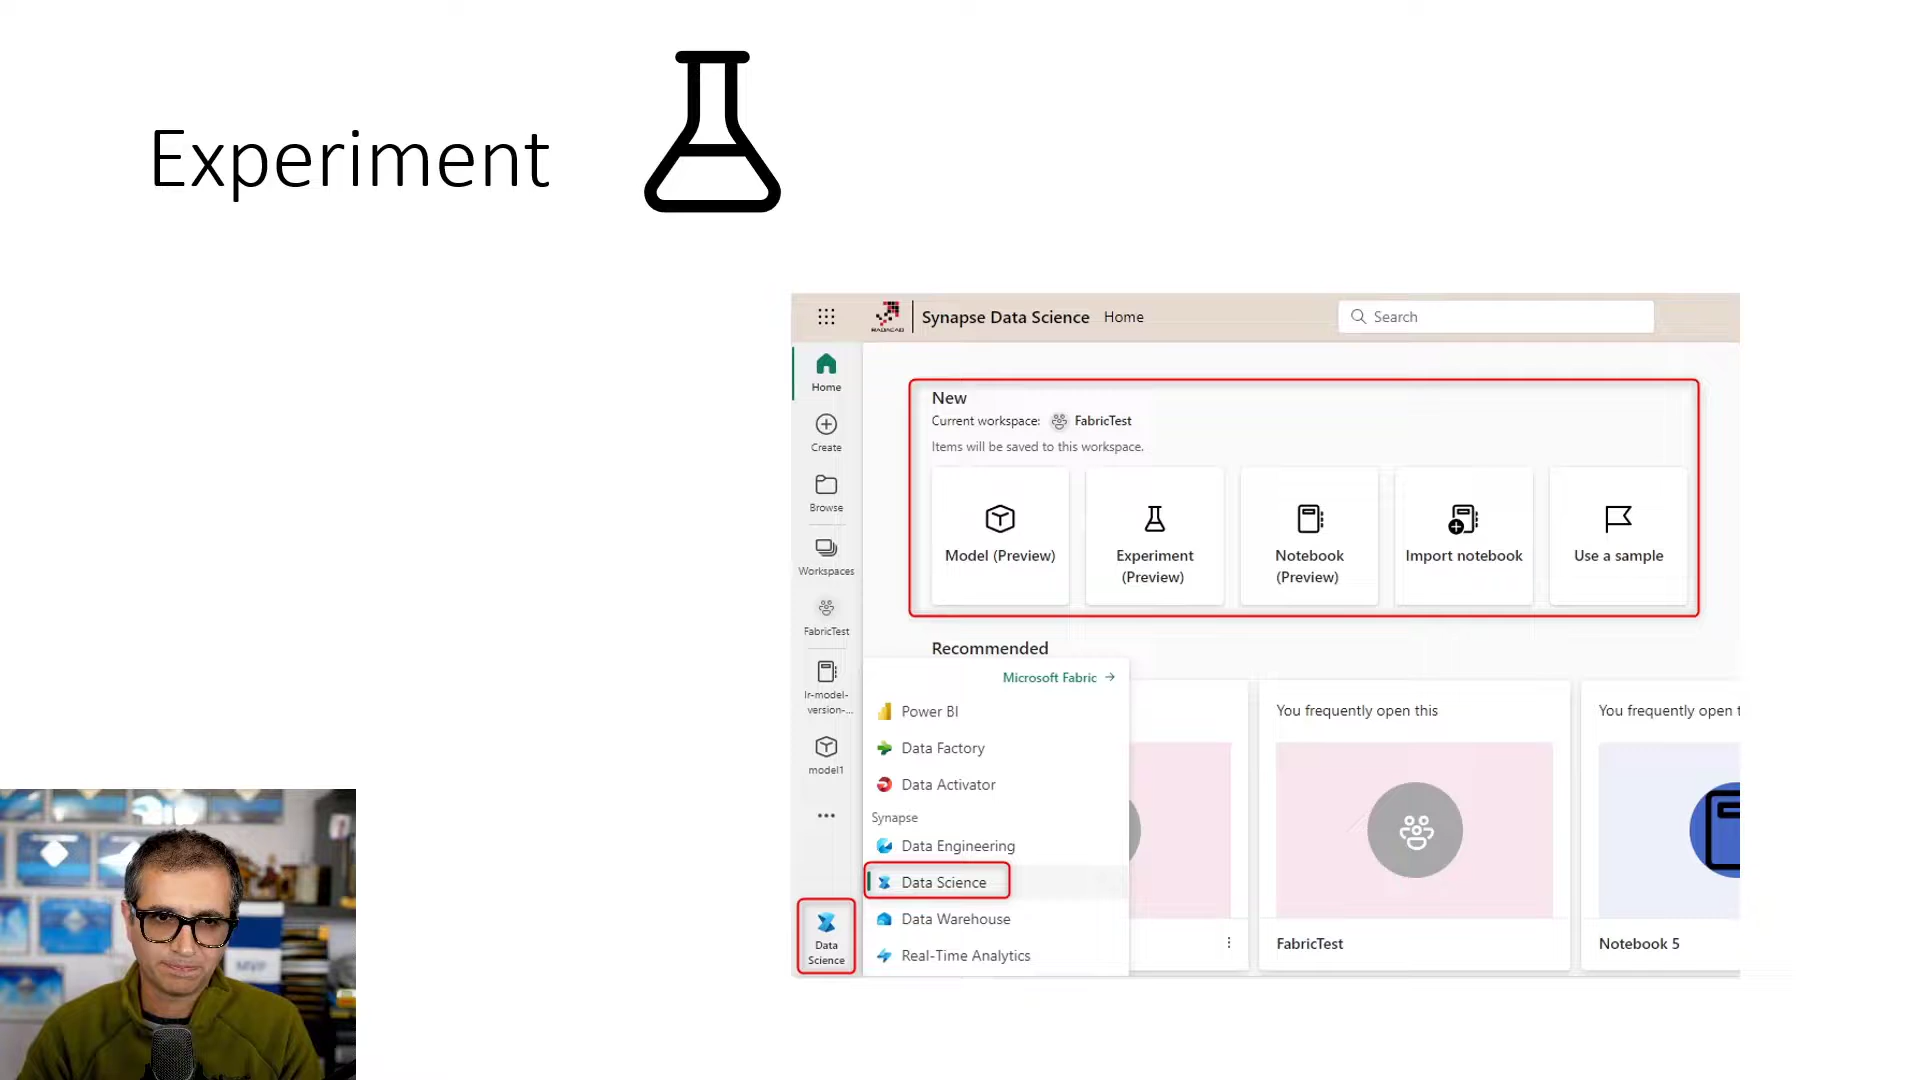 Experiment
RADACAD
Synapse Data Science Home
Search
Home
Create
Browse
Workspaces
FabricTest
lr-model-
version-...
model1
Data
Science
New
Current workspace: FabricTest
Items will be saved to this workspace.
Model (Preview)
Experiment
(Preview)
Notebook
(Preview)
Import notebook
Use a sample
Recommended
Microsoft Fabric
Power BI
Data Factory
Data Activator
Synapse
Data Engineering
Data Science
Data Warehouse
Real-Time Analytics
You frequently open this
FabricTest
You frequently open t
Notebook 5
MVP